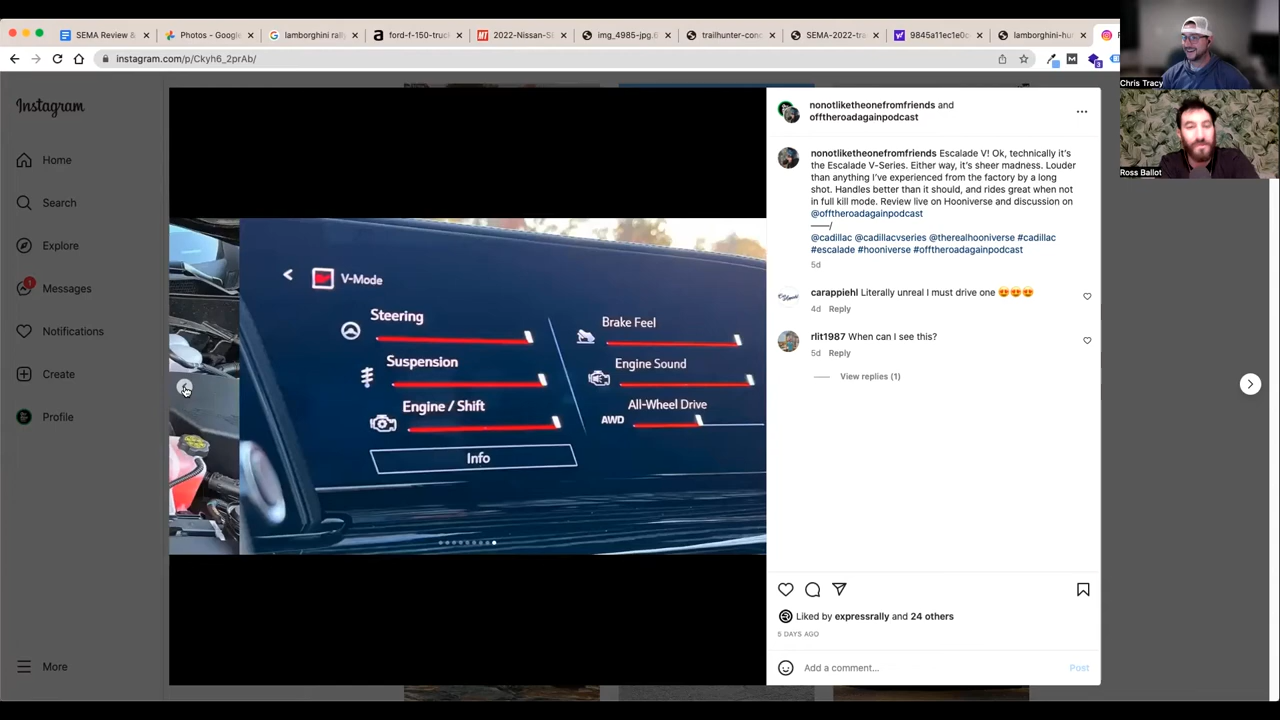 SEMA Review &
Photos - Google
lamborghini rall
ford-f-150-truc
2022-Nissan-S
img_4985-jpg.
trailhunter-con
SEMA-2022-tra
9845a11ec1e0
lamborghini-hu
instagram.com/p/Ckyh6_2prAb/
M
3
Chris Tracy
Ross Ballot
Instagram
Home
Search
Explore
1
Messages
Notifications
Create
Profile
More
V-Mode
Steering
Suspension
Engine / Shift
Info
Brake Feel
Engine Sound
All-Wheel Drive
AWD
nonotliketheonefromfriends and
offtheroadagainpodcast
nonotliketheonefromfriends Escalade V! Ok, technically it's
the Escalade V-Series. Either way, it's sheer madness. Louder
than anything I've experienced from the factory by a long
shot. Handles better than it should, and rides great when not
in full kill mode. Review live on Hooniverse and discussion on
@offtheroadagainpodcast
——/
@cadillac @cadillacvseries @therealhooniverse #cadillac
#escalade #hooniverse #offtheroadagainpodcast
5d
carappiehl Literally unreal I must drive one 😍😍😍
4d Reply
rlit1987 When can I see this?
5d Reply
View replies (1)
Liked by expressrally and 24 others
5 DAYS AGO
Add a comment...
Post